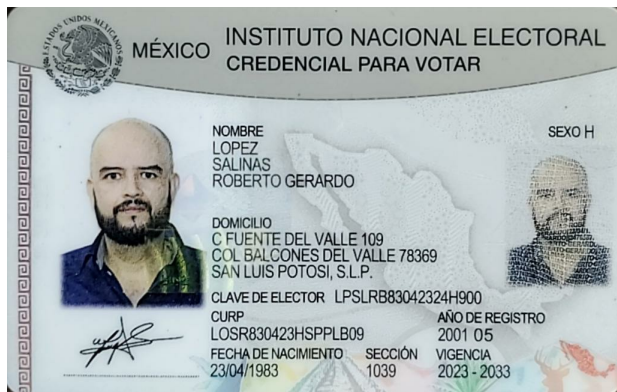 ESTADOS UNIDOS MEXICANOS
MÉXICO
INSTITUTO NACIONAL ELECTORAL
CREDENCIAL PARA VOTAR
NOMBRE
LOPEZ
SALINAS
ROBERTO GERARDO
SEXO H
DOMICILIO
C FUENTE DEL VALLE 109
COL BALCONES DEL VALLE 78369
SAN LUIS POTOSI, S.L.P.
CLAVE DE ELECTOR LPSLRB83042324H900
CURP
LOSR830423HSPPLB09
AÑO DE REGISTRO
2001 05
FECHA DE NACIMIENTO
23/04/1983
SECCIÓN
1039
VIGENCIA
2023 - 2033